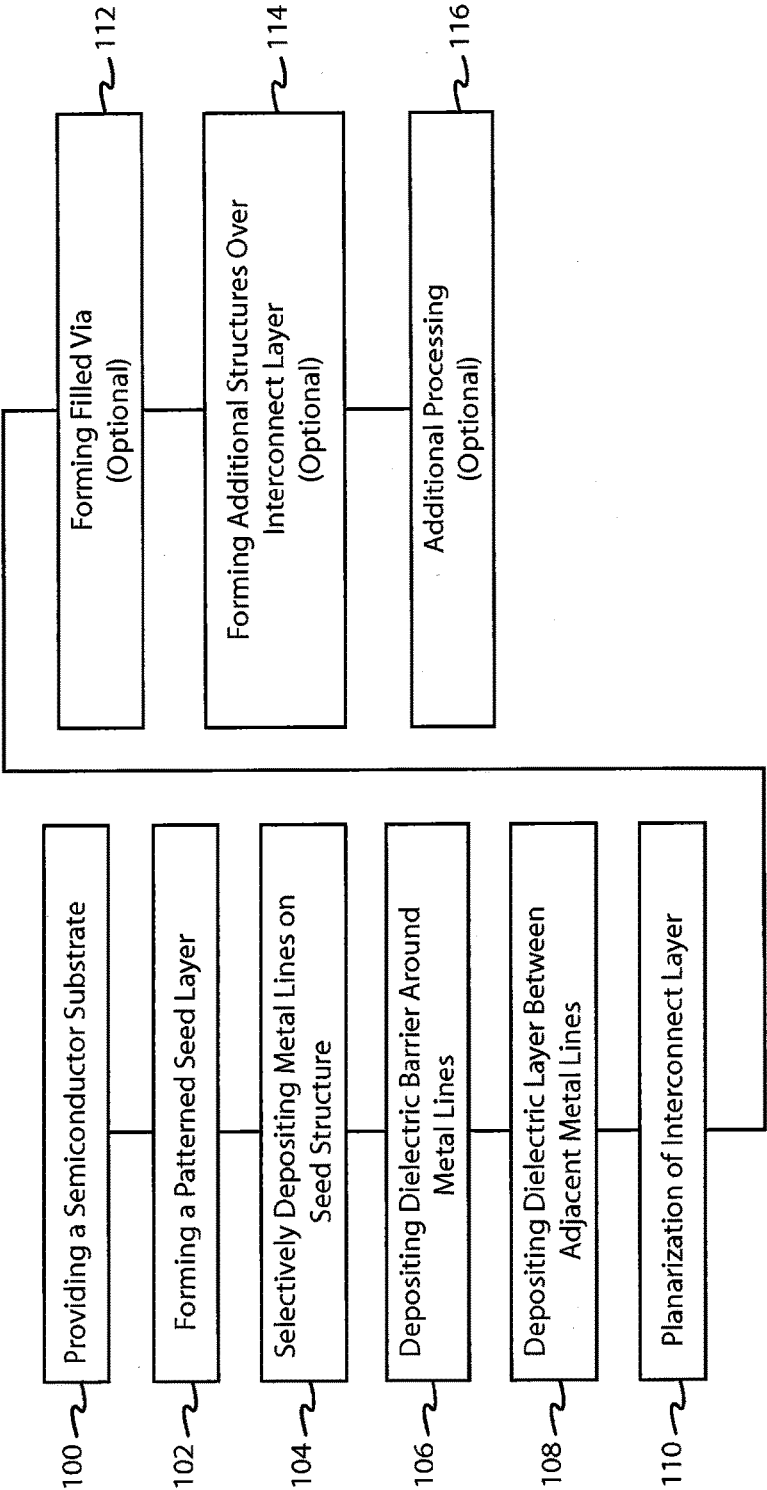 100
Providing a Semiconductor Substrate
102
Forming a Patterned Seed Layer
104
Selectively Depositing Metal Lines on
Seed Structure
106
Depositing Dielectric Barrier Around
Metal Lines
108
Depositing Dielectric Layer Between
Adjacent Metal Lines
110
Planarization of Interconnect Layer
Forming Filled Via
(Optional)
112
Forming Additional Structures Over
Interconnect Layer
(Optional)
114
Additional Processing
(Optional)
116